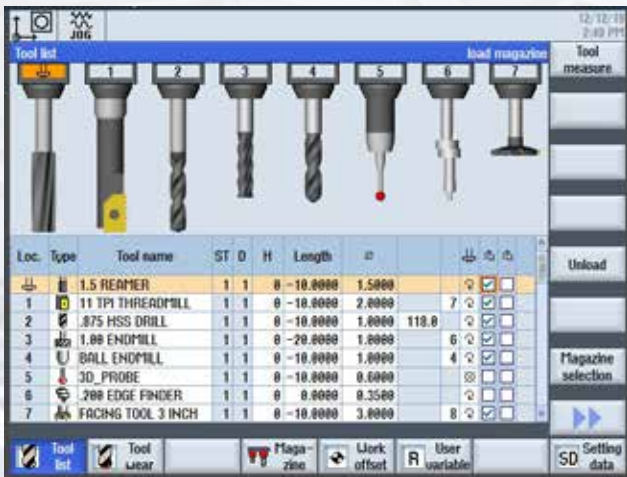 12/12/19
2:49 PM
JOG
Tool list
load magazine
Tool
measure
1 2 3 4 5 6 7
Loc. Type Tool name ST D H Length ø
1.5 REAMER 1 1 0 -10.0000 1.5000
1 11 TPI THREADMILL 1 1 0 -10.0000 2.0000 7
2 .875 HSS DRILL 1 1 0 -10.0000 1.0000 118.0
3 1.00 ENDMILL 1 1 0 -20.0000 1.0000 6
4 BALL ENDMILL 1 1 0 -10.0000 1.0000 4
5 3D_PROBE 1 1 0 -10.0000 0.6000
6 .200 EDGE FINDER 1 1 0 0.0000 0.3500
7 FACING TOOL 3 INCH 1 1 0 -10.0000 3.0000 8
Unload
Magazine
selection
Tool
list
Tool
wear
Maga-
zine
Work
offset
R User
variable
SD Setting
data